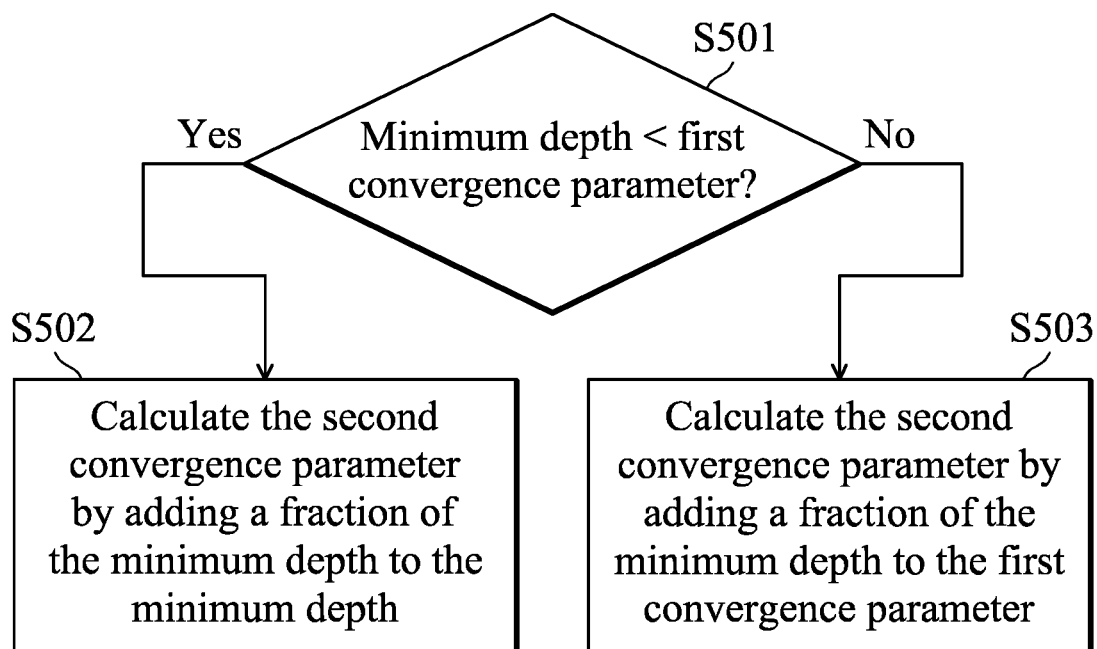 S501
Yes
Minimum depth < first
convergence parameter?
No
S502
Calculate the second
convergence parameter
by adding a fraction of
the minimum depth to the
minimum depth
S503
Calculate the second
convergence parameter by
adding a fraction of the
minimum depth to the first
convergence parameter